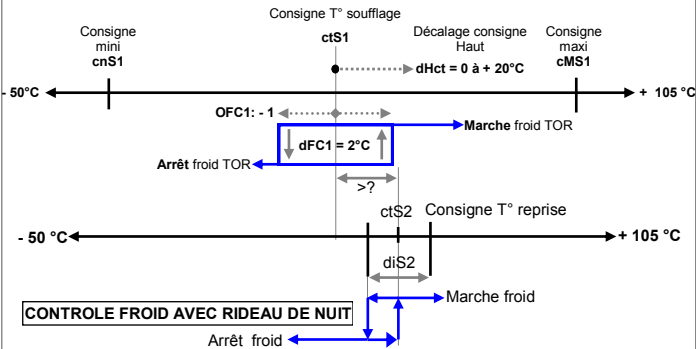 Consigne T° soufflage
Consigne
mini
cnS1
ctS1
Décalage consigne
Haut
Consigne
maxi
cMS1
dHct = 0 à + 20°C
- 50°C
+ 105 °C
OFC1: - 1
Marche froid TOR
dFC1 = 2°C
Arrêt froid TOR
>?
ctS2
Consigne T° reprise
- 50 °C
+ 105 °C
diS2
Marche froid
CONTROLE FROID AVEC RIDEAU DE NUIT
Arrêt froid